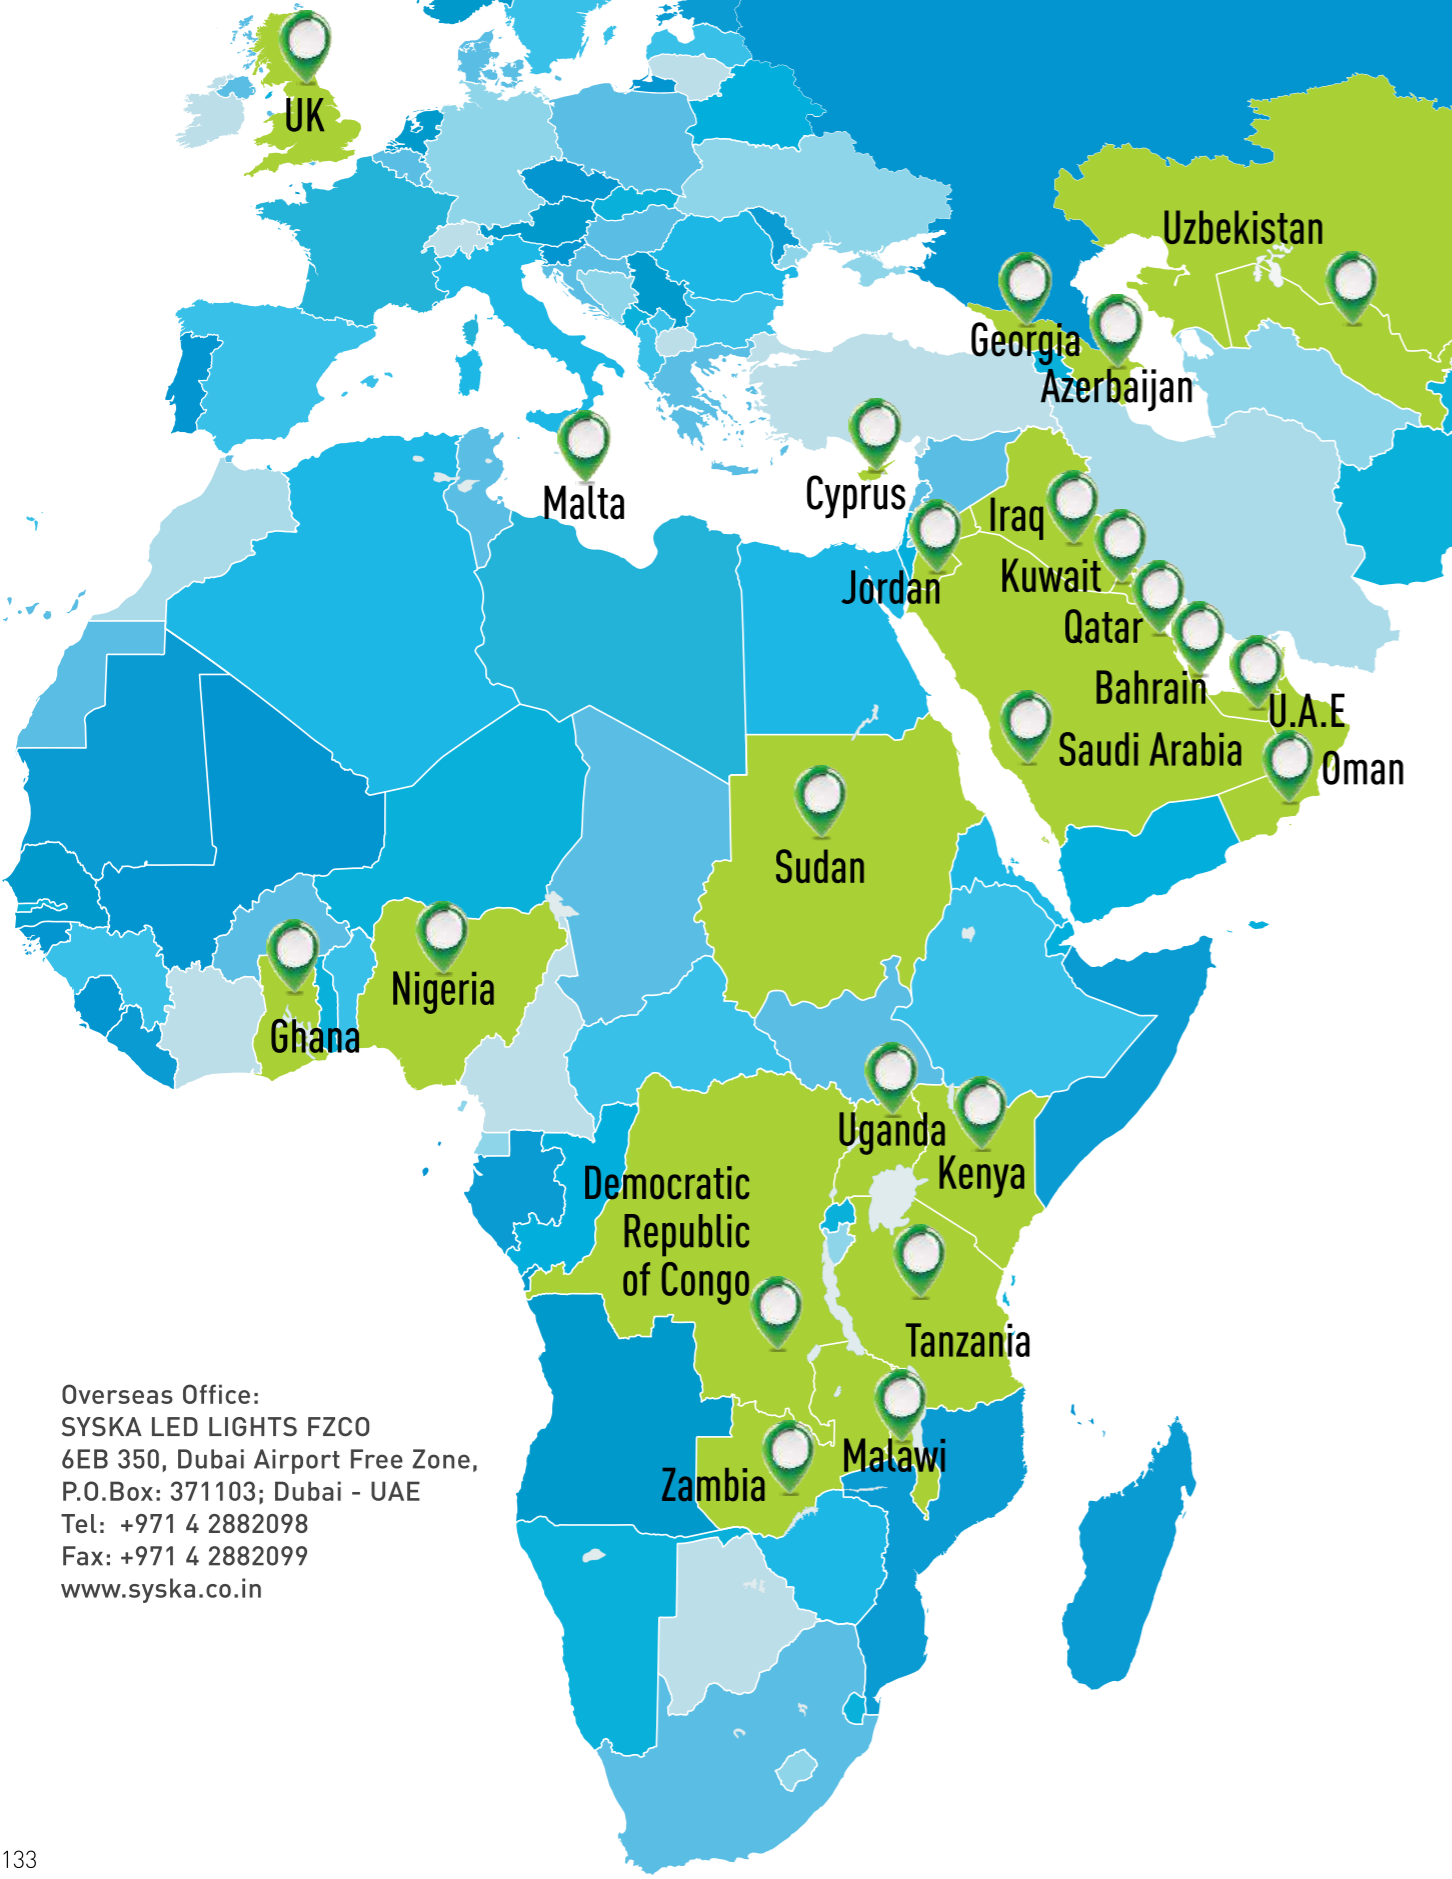 UK
Uzbekistan
Georgia
Azerbaijan
Malta
Cyprus
Iraq
Jordan
Kuwait
Qatar
Bahrain
U.A.E
Saudi Arabia
Oman
Sudan
Nigeria
Ghana
Uganda
Kenya
Democratic
Republic
of Congo
Tanzania
Malawi
Zambia
Overseas Office:
SYSKA LED LIGHTS FZCO
6EB 350, Dubai Airport Free Zone,
P.O.Box: 371103; Dubai - UAE
Tel: +971 4 2882098
Fax: +971 4 2882099
www.syska.co.in
133